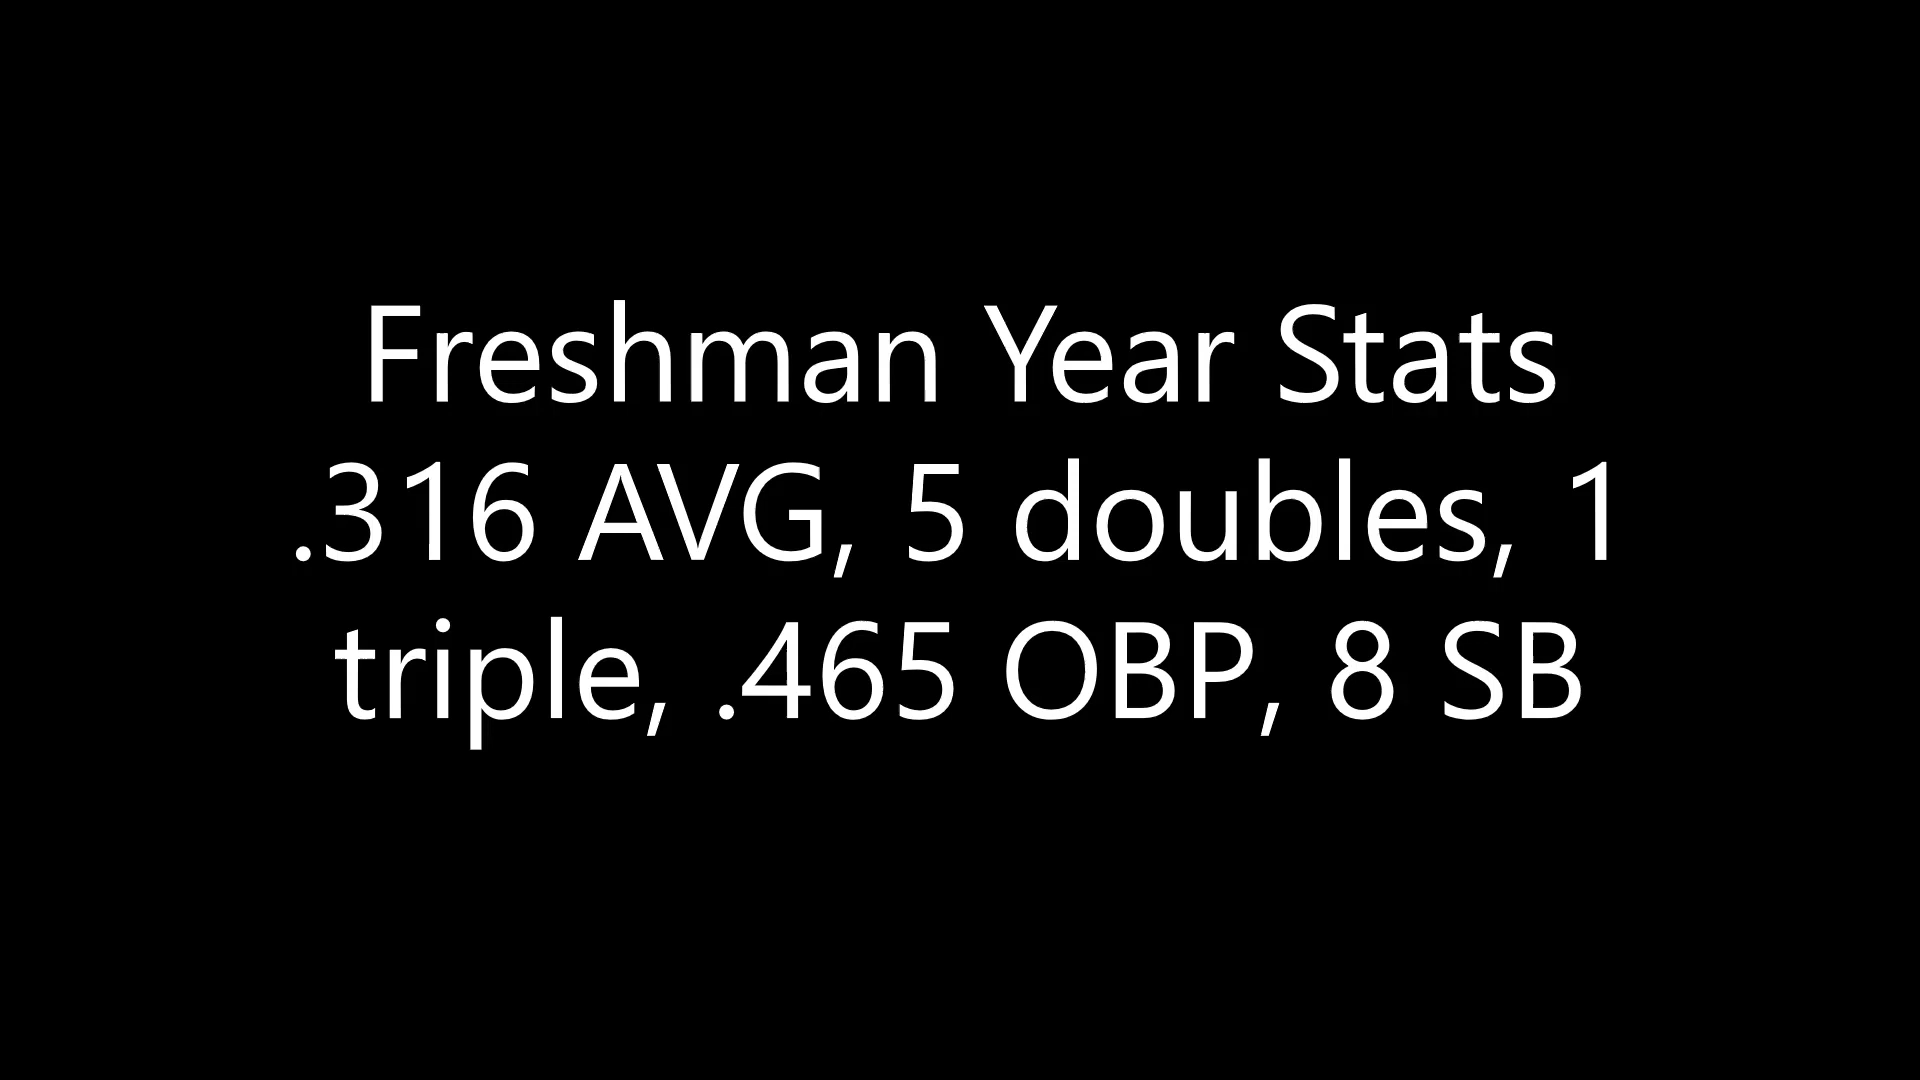 Freshman Year Stats
.316 AVG, 5 doubles, 1
triple, .465 OBP, 8 SB